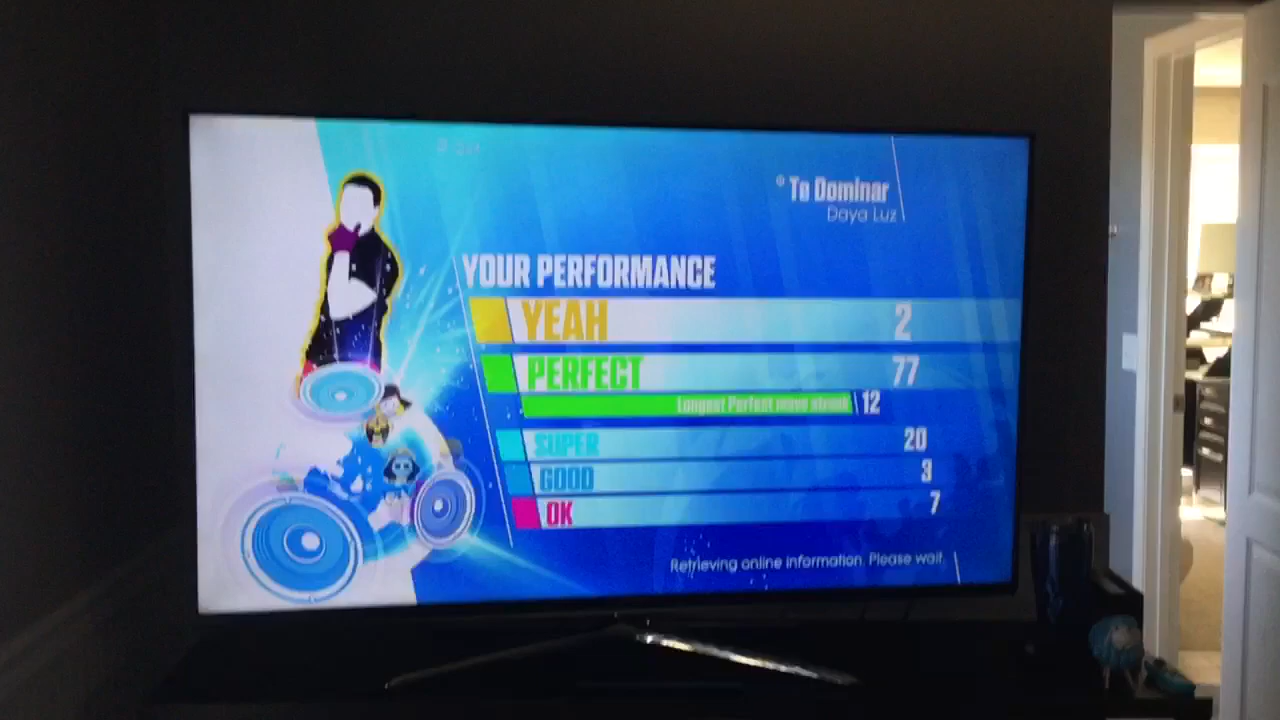 Te Dominar
Daya Luz
YOUR PERFORMANCE
YEAH 2
PERFECT 77
Longest Perfect move streak 12
SUPER 20
GOOD 3
OK 7
Retrieving online information. Please wait.